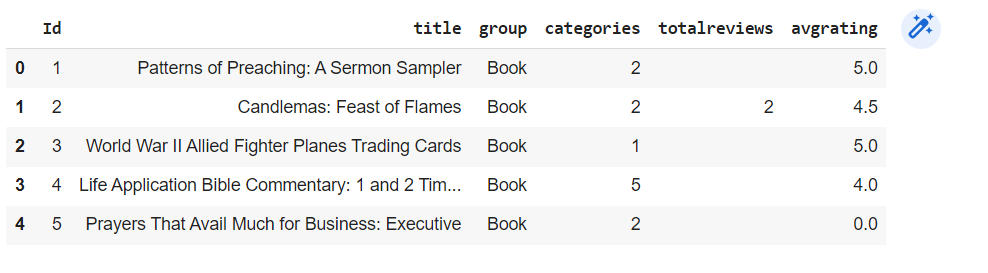 Id title group categories totalreviews avgrating
0 1 Patterns of Preaching: A Sermon Sampler Book 2 5.0
1 2 Candlemas: Feast of Flames Book 2 2 4.5
2 3 World War II Allied Fighter Planes Trading Cards Book 1 5.0
3 4 Life Application Bible Commentary: 1 and 2 Tim... Book 5 4.0
4 5 Prayers That Avail Much for Business: Executive Book 2 0.0